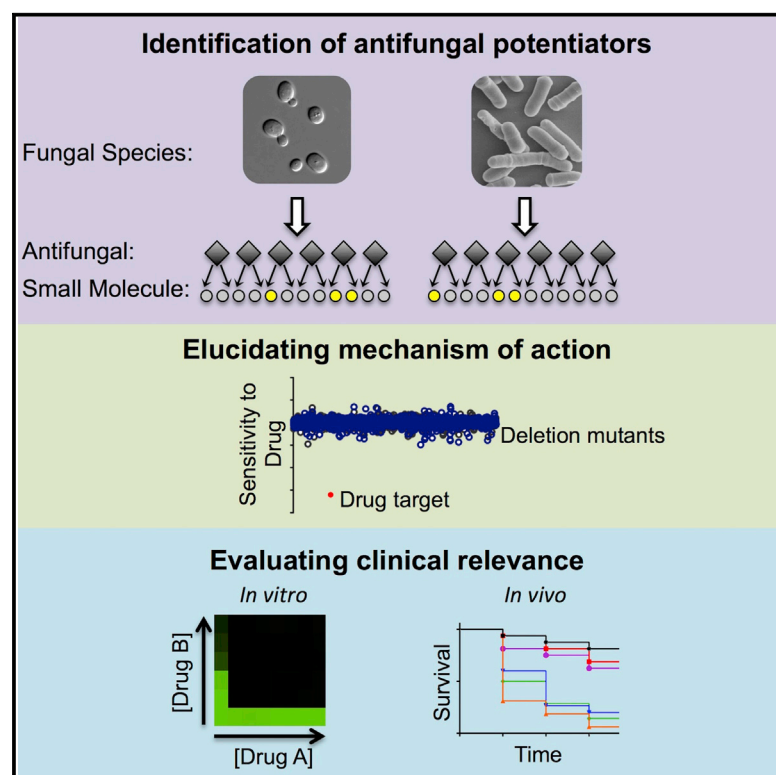 Identification of antifungal potentiators
Fungal Species:
Antifungal:
Small Molecule:
Elucidating mechanism of action
Sensitivity to
Drug
Deletion mutants
Drug target
Evaluating clinical relevance
In vitro
In vivo
[Drug B]
[Drug A]
Survival
Time